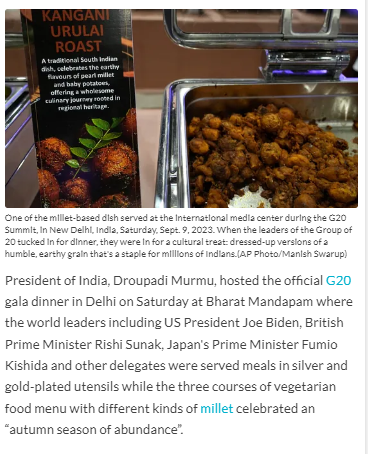 KANGANI
URULAI
ROAST
A traditional South Indian
dish, celebrates the earthy
flavours of pearl millet
and baby potatoes,
offering a wholesome
culinary journey rooted in
regional heritage.
One of the millet-based dish served at the international media center during the G20
Summit, in New Delhi, India, Saturday, Sept. 9, 2023. When the leaders of the Group of
20 tucked in for dinner, they were in for a cultural treat: dressed-up versions of a
humble, earthy grain that's a staple for millions of Indians.(AP Photo/Manish Swarup)
President of India, Droupadi Murmu, hosted the official G20
gala dinner in Delhi on Saturday at Bharat Mandapam where
the world leaders including US President Joe Biden, British
Prime Minister Rishi Sunak, Japan's Prime Minister Fumio
Kishida and other delegates were served meals in silver and
gold-plated utensils while the three courses of vegetarian
food menu with different kinds of millet celebrated an
“autumn season of abundance”.